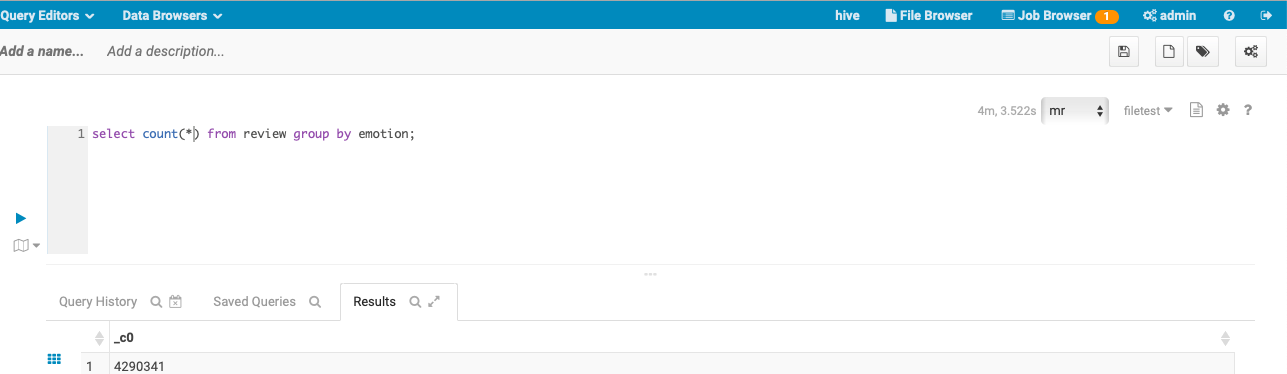 Query Editors Data Browsers hive File Browser Job Browser 1 admin ?
Add a name... Add a description...
4m, 3.522s mr filetest ?
1 select count(*) from review group by emotion;
Query History Saved Queries Results
_c0
1 4290341